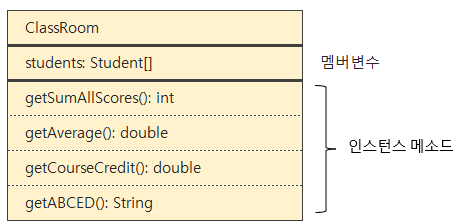 ClassRoom
students: Student[]
멤버변수
getSumAllScores(): int
getAverage(): double
getCourseCredit(): double
getABCED(): String
인스턴스 메소드